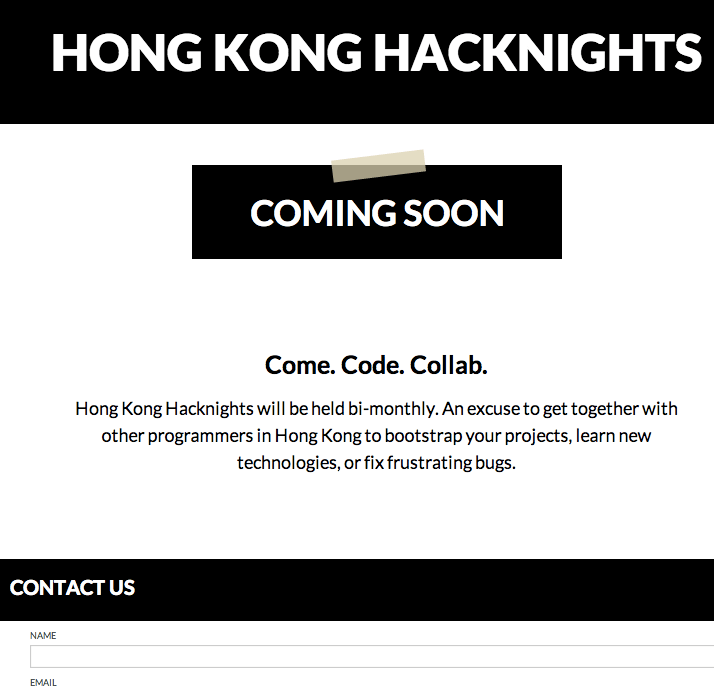 HONG KONG HACKNIGHTS
COMING SOON
Come. Code. Collab.
Hong Kong Hacknights will be held bi-monthly. An excuse to get together with
other programmers in Hong Kong to bootstrap your projects, learn new
technologies, or fix frustrating bugs.
CONTACT US
NAME
EMAIL